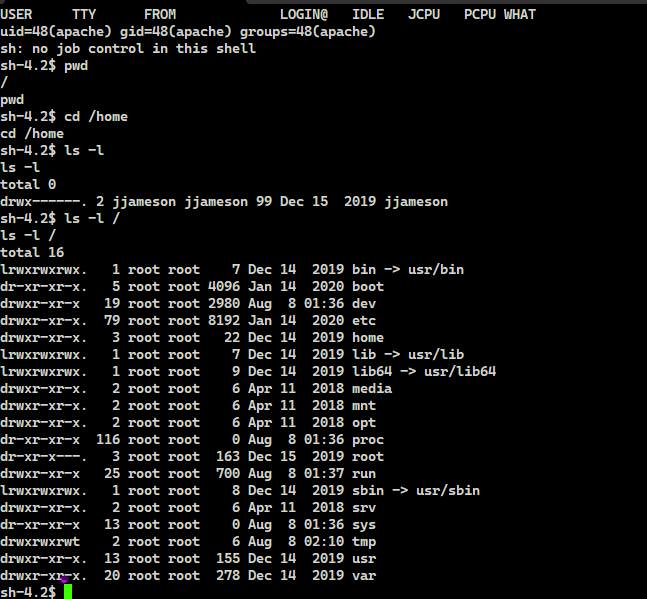 USER     TTY      FROM             LOGIN@   IDLE   JCPU   PCPU WHAT
uid=48(apache) gid=48(apache) groups=48(apache)
sh: no job control in this shell
sh-4.2$ pwd
/
pwd
sh-4.2$ cd /home
cd /home
sh-4.2$ ls -l
ls -l
total 0
drwx------. 2 jjameson jjameson 99 Dec 15  2019 jjameson
sh-4.2$ ls -l /
ls -l /
total 16
lrwxrwxrwx.   1 root root    7 Dec 14  2019 bin -> usr/bin
dr-xr-xr-x.   5 root root 4096 Jan 14  2020 boot
drwxr-xr-x   19 root root 2980 Aug  8 01:36 dev
drwxr-xr-x.  79 root root 8192 Jan 14  2020 etc
drwxr-xr-x.   3 root root   22 Dec 14  2019 home
lrwxrwxrwx.   1 root root    7 Dec 14  2019 lib -> usr/lib
lrwxrwxrwx.   1 root root    9 Dec 14  2019 lib64 -> usr/lib64
drwxr-xr-x.   2 root root    6 Apr 11  2018 media
drwxr-xr-x.   2 root root    6 Apr 11  2018 mnt
drwxr-xr-x.   2 root root    6 Apr 11  2018 opt
dr-xr-xr-x  116 root root    0 Aug  8 01:36 proc
dr-xr-x---.   3 root root  163 Dec 15  2019 root
drwxr-xr-x   25 root root  700 Aug  8 01:37 run
lrwxrwxrwx.   1 root root    8 Dec 14  2019 sbin -> usr/sbin
drwxr-xr-x.   2 root root    6 Apr 11  2018 srv
dr-xr-xr-x   13 root root    0 Aug  8 01:36 sys
drwxrwxrwt    2 root root    6 Aug  8 02:10 tmp
drwxr-xr-x.  13 root root  155 Dec 14  2019 usr
drwxr-xr-x.  20 root root  278 Dec 14  2019 var
sh-4.2$